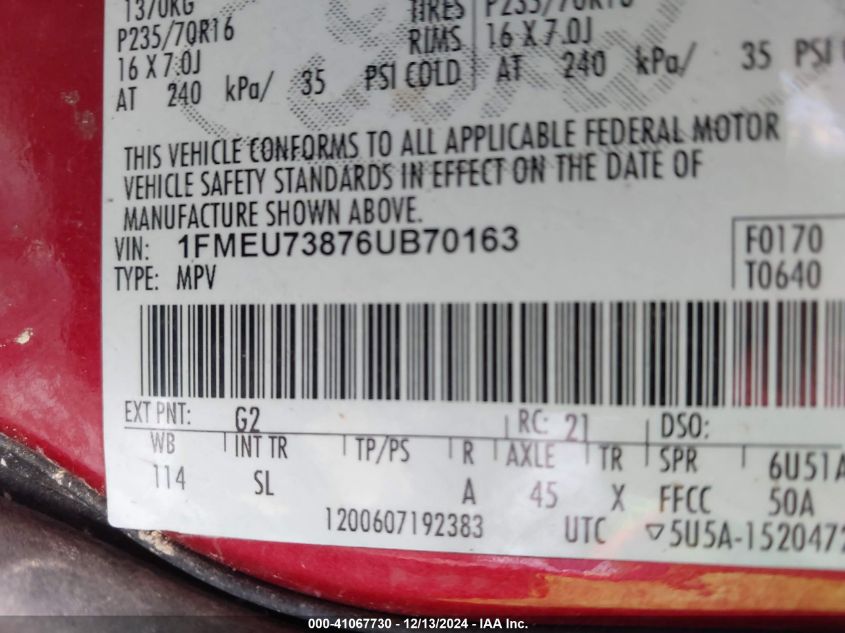 1370KG TIRES P235/70R16
P235/70R16 RIMS 16 X 7.0J
16 X 7.0J AT 240 kPa/ 35 PSI
AT 240 kPa/ 35 PSI COLD
THIS VEHICLE CONFORMS TO ALL APPLICABLE FEDERAL MOTOR
VEHICLE SAFETY STANDARDS IN EFFECT ON THE DATE OF
MANUFACTURE SHOWN ABOVE.
VIN: 1FMEU73876UB70163 F0170
TYPE: MPV T0640
EXT PNT: G2 RC: 21 DSO:
WB INT TR TP/PS R AXLE TR SPR 6U51A
114 SL A 45 X FFCC 50A
1200607192383 UTC ▽5U5A-1520472
000-41067730 - 12/13/2024 - IAA Inc.